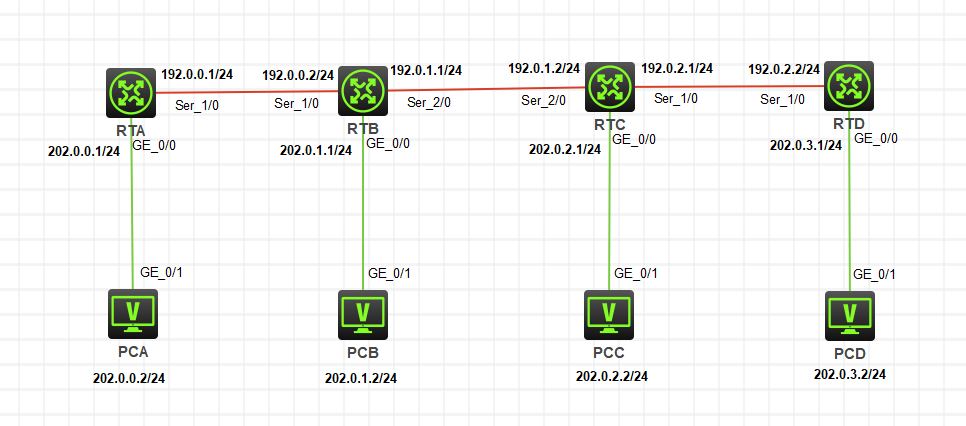 192.0.0.1/24
192.0.0.2/24
192.0.1.1/24
192.0.1.2/24
192.0.2.1/24
192.0.2.2/24
Ser_1/0
Ser_1/0
Ser_2/0
Ser_2/0
Ser_1/0
Ser_1/0
RTA
RTB
RTC
RTD
202.0.0.1/24
GE_0/0
202.0.1.1/24
GE_0/0
202.0.2.1/24
GE_0/0
202.0.3.1/24
GE_0/0
GE_0/1
GE_0/1
GE_0/1
GE_0/1
V
V
V
V
PCA
PCB
PCC
PCD
202.0.0.2/24
202.0.1.2/24
202.0.2.2/24
202.0.3.2/24